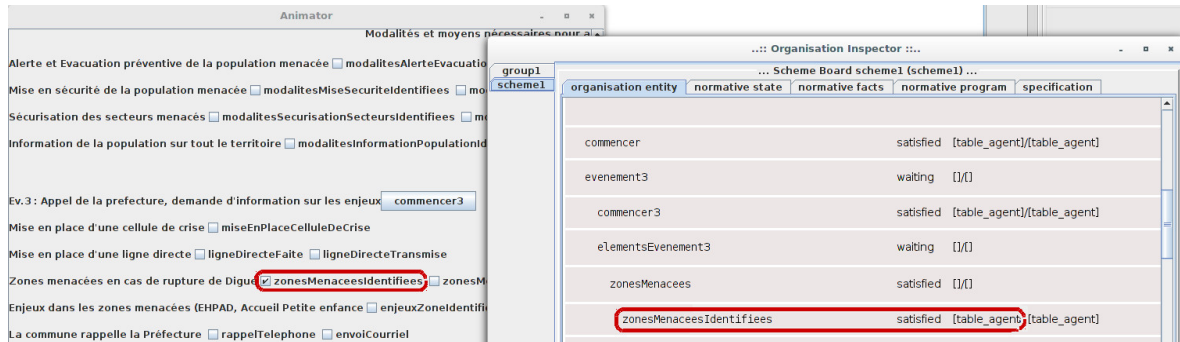 Animator
Modalités et moyens nécessaires pour a
Alerte et Evacuation préventive de la population menacée modalitesAlerteEvacuatio
Mise en sécurité de la population menacée modalitesMiseSecuriteIdentifiees mo
Sécurisation des secteurs menacés modalitesSecurisationSecteursIdentifiees mo
Information de la population sur tout le territoire modalitesInformationPopulationId
Ev.3 : Appel de la prefecture, demande d'information sur les enjeux commencer3
Mise en place d'une cellule de crise miseEnPlaceCelluleDeCrise
Mise en place d'une ligne directe ligneDirecteFaite ligneDirecteTransmise
Zones menacées en cas de rupture de Digue zonesMenaceesIdentifiees zonesM
Enjeux dans les zones menacées (EHPAD, Accueil Petite enfance enjeuxZoneIdentifi
La commune rappelle la Préfecture rappelTelephone envoiCourriel
..:: Organisation Inspector ::..
group1
scheme1
... Scheme Board scheme1 (scheme1) ...
organisation entity normative state normative facts normative program specification
commencer satisfied [table_agent]/[table_agent]
evenement3 waiting []/[]
commencer3 satisfied [table_agent]/[table_agent]
elementsEvenement3 waiting []/[]
zonesMenacees satisfied []/[]
zonesMenaceesIdentifiees satisfied [table_agent]/[table_agent]